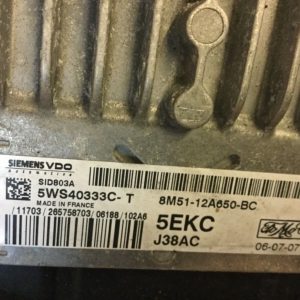 SIEMENS VDO
automotive
SID803A
5WS40333C- T
8M51-12A650-BC
MADE IN FRANCE
11703 / 265758703 / 06188 / 102A6
5EKC
J38AC
06-07-07